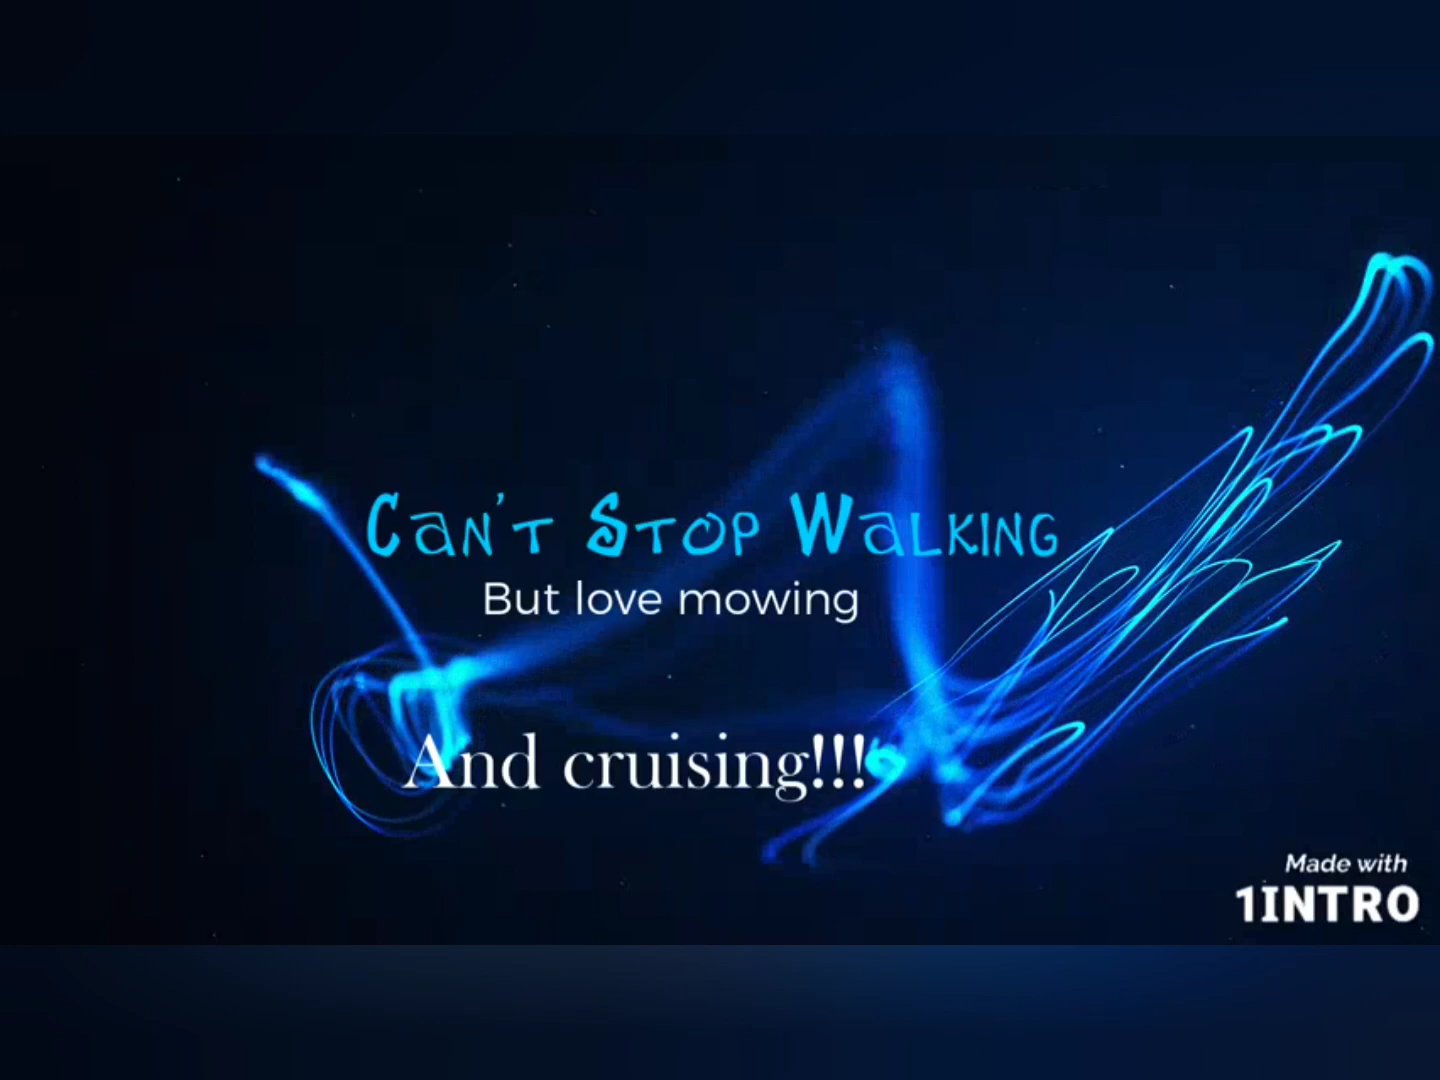 Can't Stop Walking
But love mowing
And cruising!!!
Made with
1INTRO